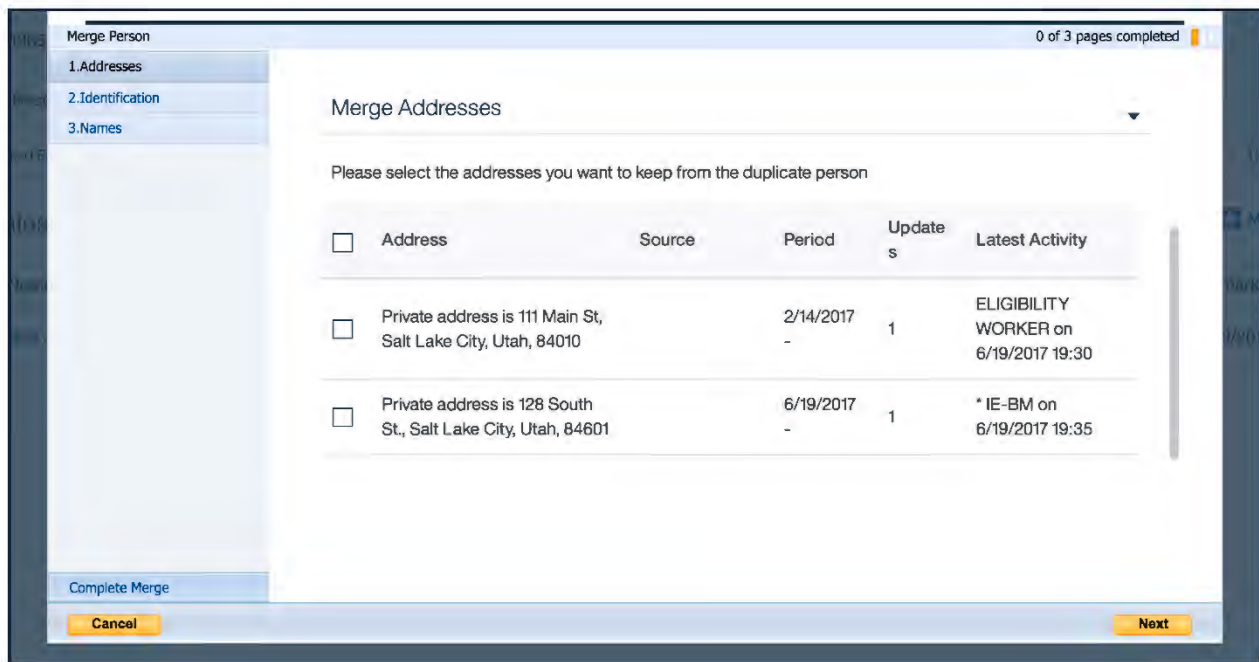 Merge Person 0 of 3 pages completed
1.Addresses
2.Identification
3.Names
Merge Addresses
Please select the addresses you want to keep from the duplicate person
Address Source Period Update
s Latest Activity
Private address is 111 Main St,
Salt Lake City, Utah, 84010
2/14/2017
-
1
ELIGIBILITY
WORKER on
6/19/2017 19:30
Private address is 128 South
St., Salt Lake City, Utah, 84601
6/19/2017
-
1
* IE-BM on
6/19/2017 19:35
Complete Merge
Cancel Next